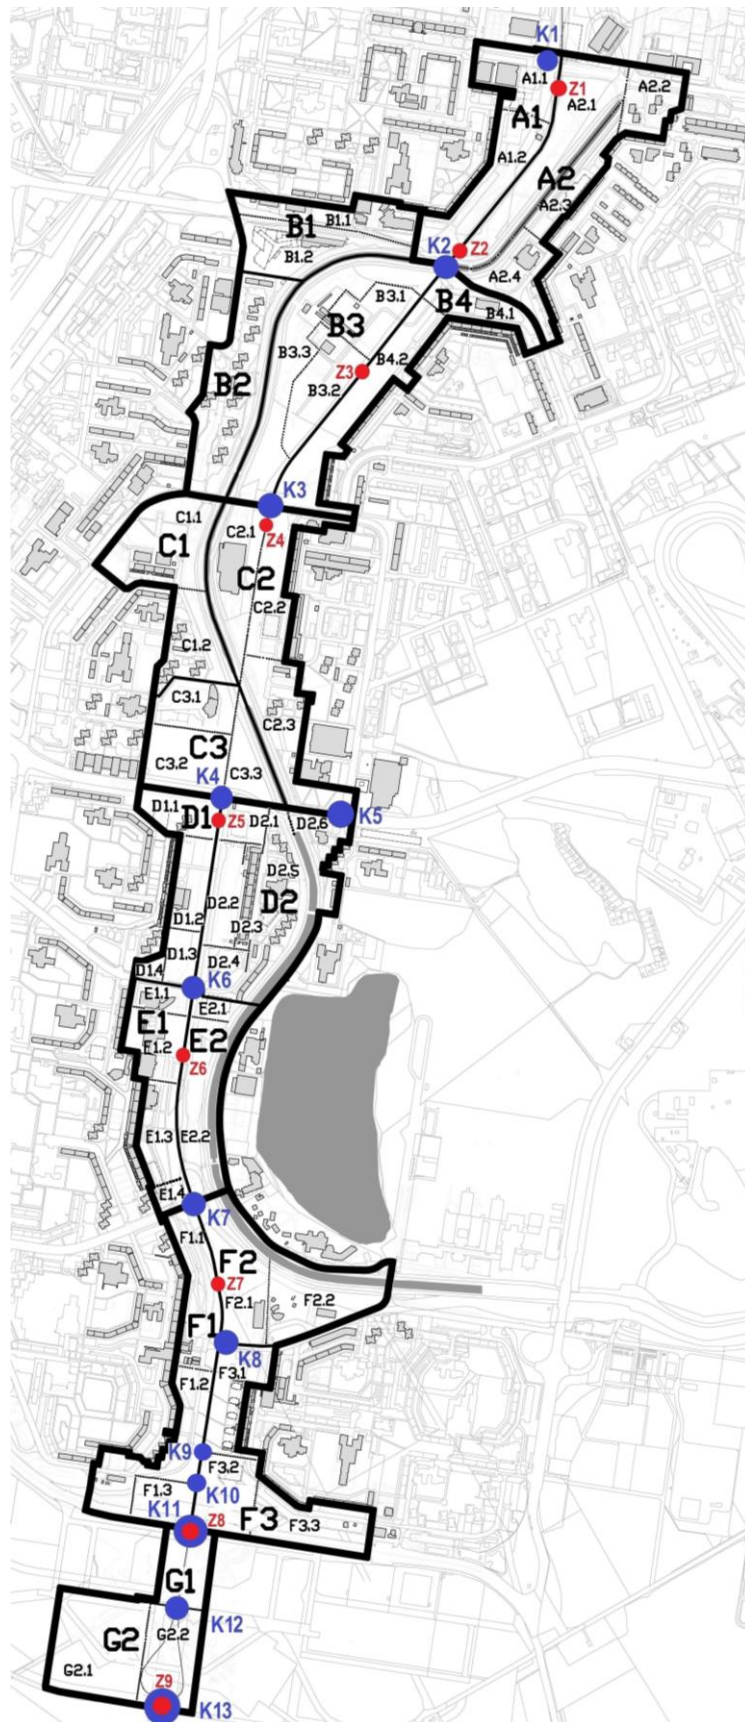 K1
A1.1
Z1
A2.2
A2.1
A1
A1.2
A2
A2.3
B1.1
B1
B1.2
K2
Z2
A2.4
B3.1
B4
B4.1
B3
B3.3
B4.2
Z3
B3.2
B2
K3
C1.1
C2.1
Z4
C1
C2
C2.2
C1.2
C3.1
C2.3
C3
C3.2
K4
C3.3
D1.1
D1
Z5
D2.1
D2.6
K5
D2.5
D2
D1.2
D2.2
D2.3
D1.3
D2.4
D1.4
K6
E1.1
E2.1
E1
E1.2
E2
Z6
E1.3
E2.2
E1.4
K7
F1.1
F2
Z7
F2.1
F2.2
F1
K8
F3.1
F1.2
K9
F3.2
F1.3
K10
K11
Z8
F3
F3.3
G1
K12
G2
G2.2
G2.1
Z9
K13